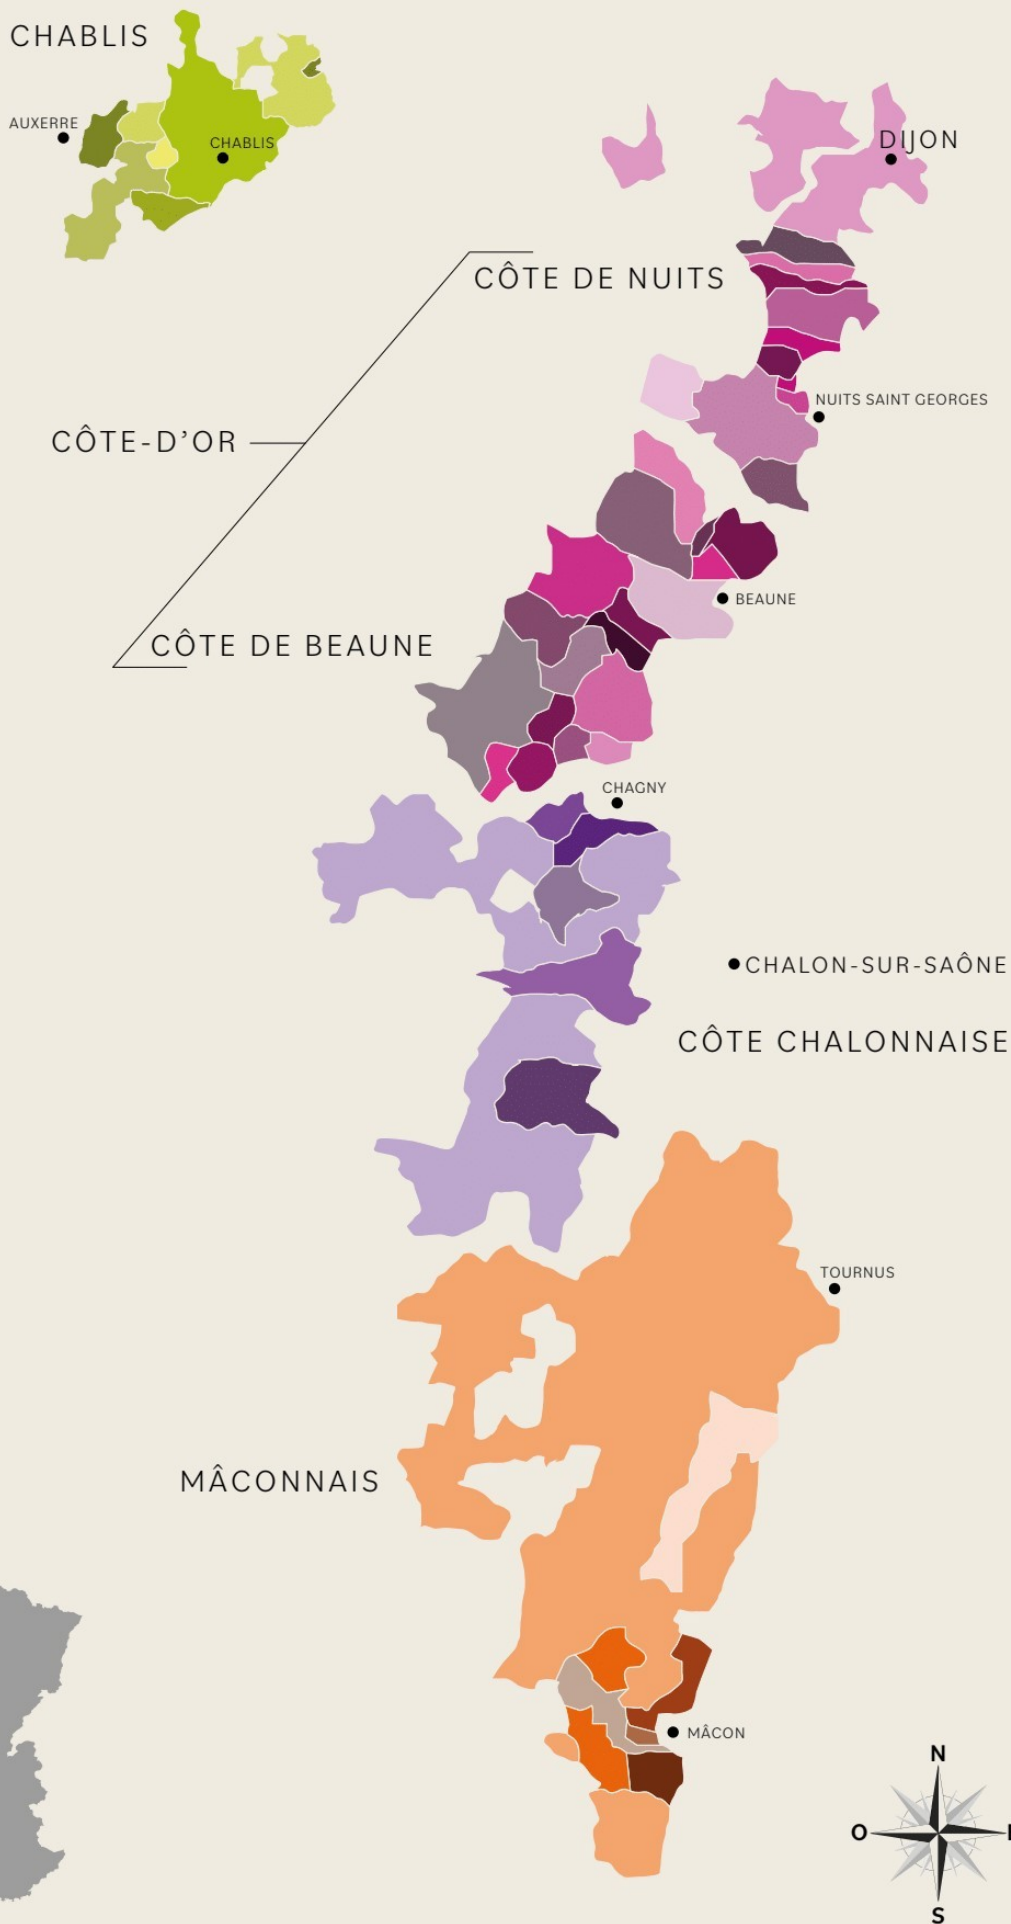 CHABLIS
AUXERRE
CHABLIS
DIJON
CÔTE DE NUITS
NUITS SAINT GEORGES
CÔTE-D'OR
BEAUNE
CÔTE DE BEAUNE
CHAGNY
CHALON-SUR-SAÔNE
CÔTE CHALONNAISE
TOURNUS
MÂCONNAIS
MÂCON
N
O
S